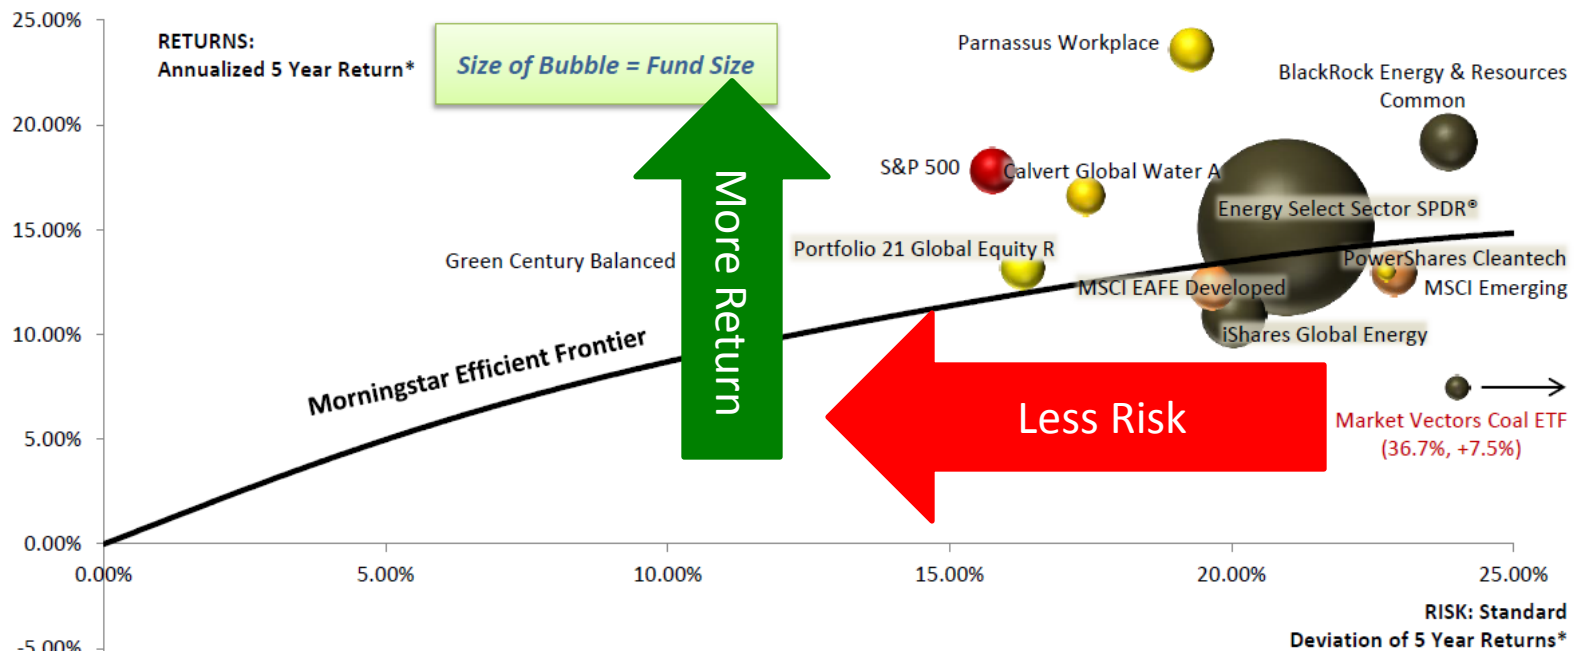 25.00%
20.00%
15.00%
10.00%
5.00%
0.00%
-5.00%
RETURNS:
Annualized 5 Year Return*
Size of Bubble = Fund Size
Parnassus Workplace
BlackRock Energy & Resources
Common
S&P 500
Calvert Global Water A
Energy Select Sector SPDR®
Portfolio 21 Global Equity R
Green Century Balanced
PowerShares Cleantech
MSCI EAFE Developed
MSCI Emerging
iShares Global Energy
Morningstar Efficient Frontier
More Return
Less Risk
Market Vectors Coal ETF
(36.7%, +7.5%)
0.00%
5.00%
10.00%
15.00%
20.00%
25.00%
RISK: Standard
Deviation of 5 Year Returns*